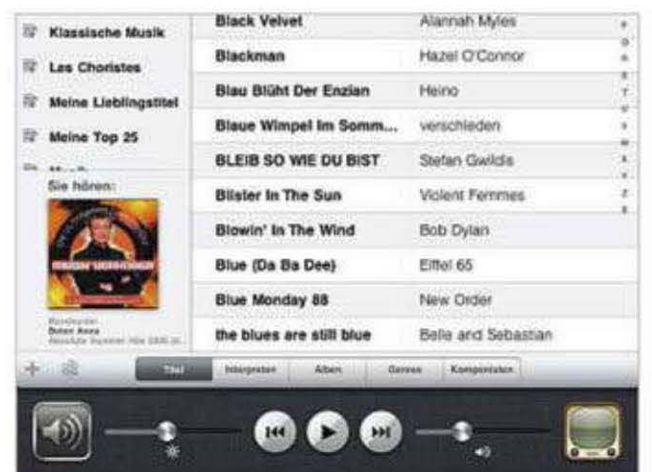 Klassische Musik
Les Choristes
Meine Lieblingstitel
Meine Top 25
Sie hören:
Black Velvet Alannah Myles
Blackman Hazel O'Connor
Blau Blüht Der Enzian Heino
Blaue Wimpel Im Somm... verschieden
BLEIB SO WIE DU BIST Stefan Gwildis
Blister In The Sun Violent Femmes
Blowin' In The Wind Bob Dylan
Blue (Da Ba Dee) Eiffel 65
Blue Monday 88 New Order
the blues are still blue Belle and Sebastian
Titel Interpreten Alben Genres Komponisten